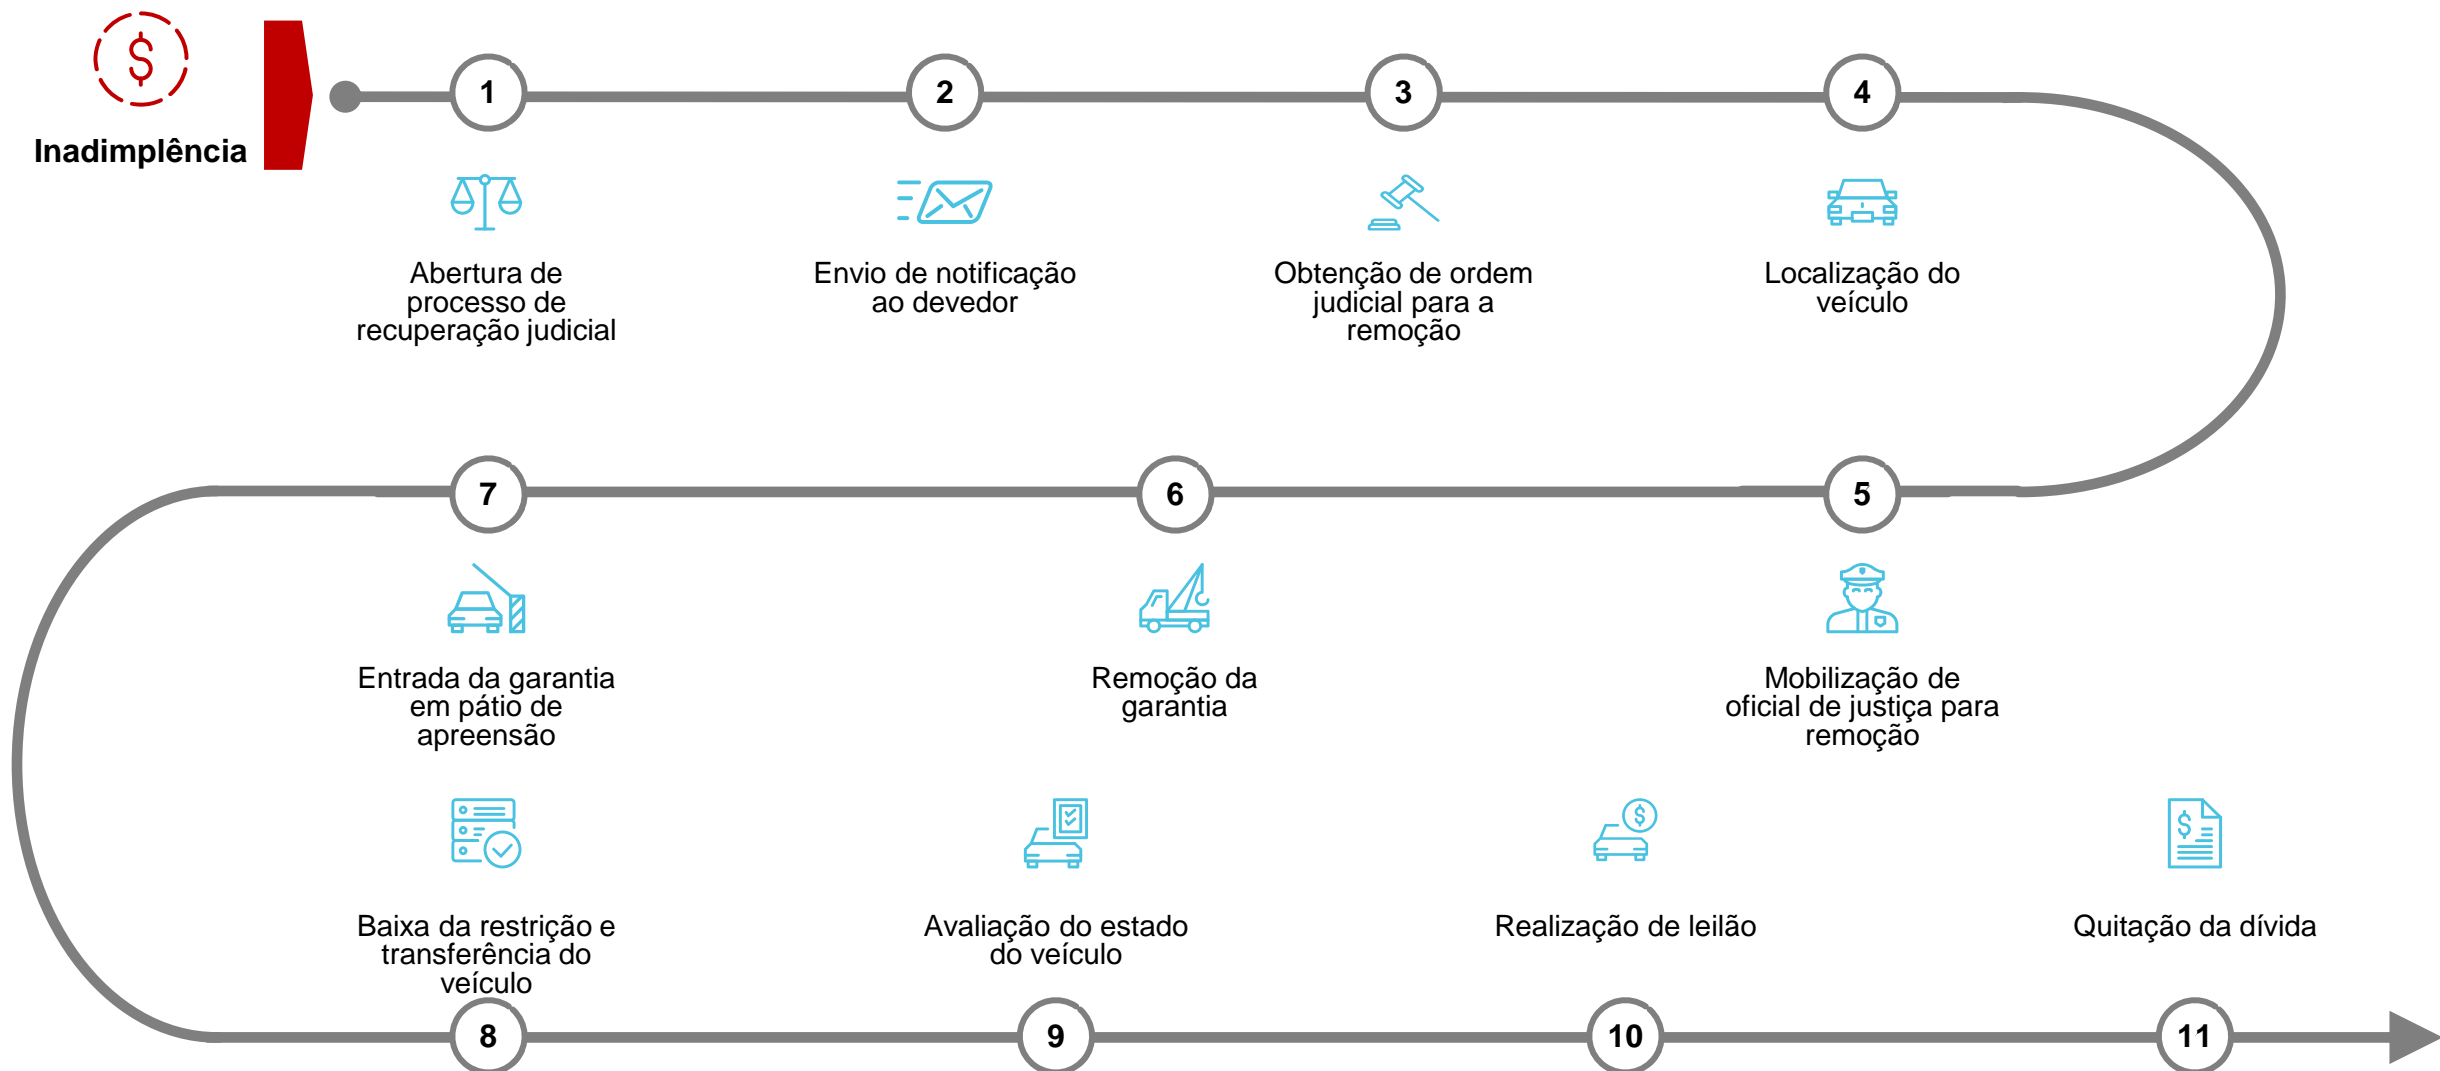 Inadimplência
1
2
3
4
Abertura de
processo de
recuperação judicial
Envio de notificação
ao devedor
Obtenção de ordem
judicial para a
remoção
Localização do
veículo
5
6
7
Mobilização de
oficial de justiça para
remoção
Remoção da
garantia
Entrada da garantia
em pátio de
apreensão
Baixa da restrição e
transferência do
veículo
Avaliação do estado
do veículo
Realização de leilão
Quitação da dívida
8
9
10
11